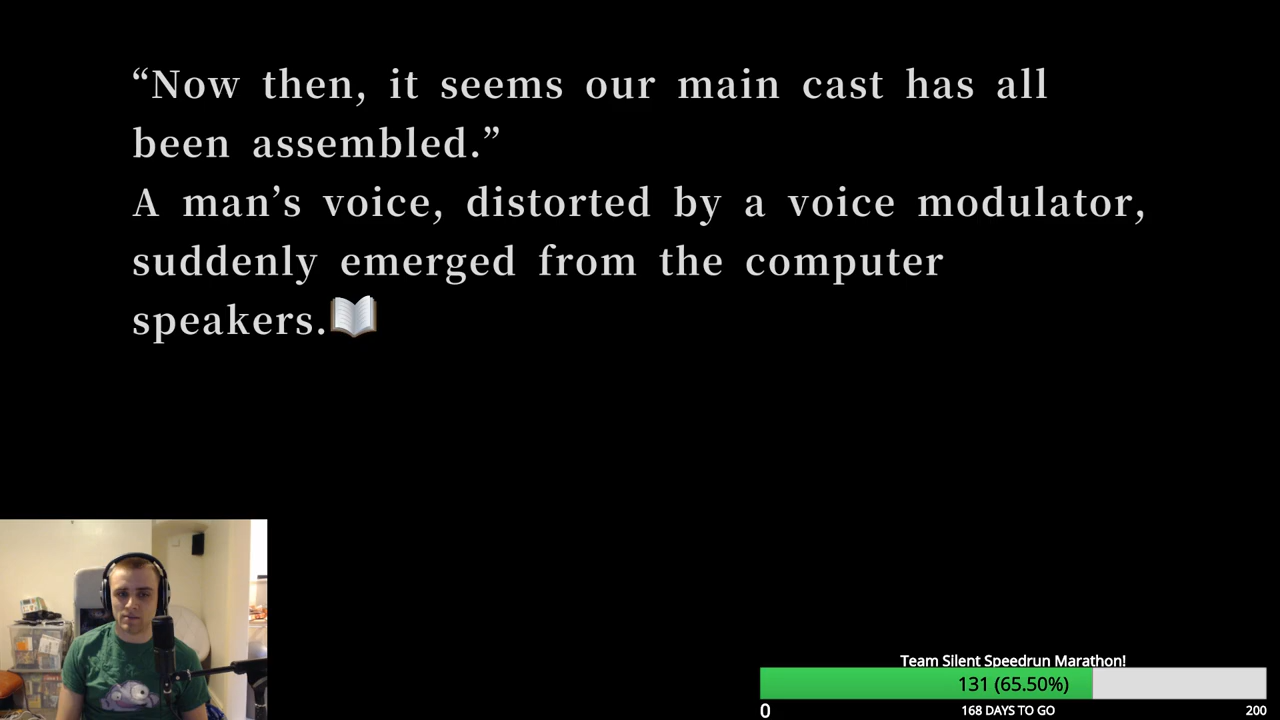 “Now then, it seems our main cast has all
been assembled.”
A man’s voice, distorted by a voice modulator,
suddenly emerged from the computer
speakers.
Team Silent Speedrun Marathon!
131 (65.50%)
0 168 DAYS TO GO 200